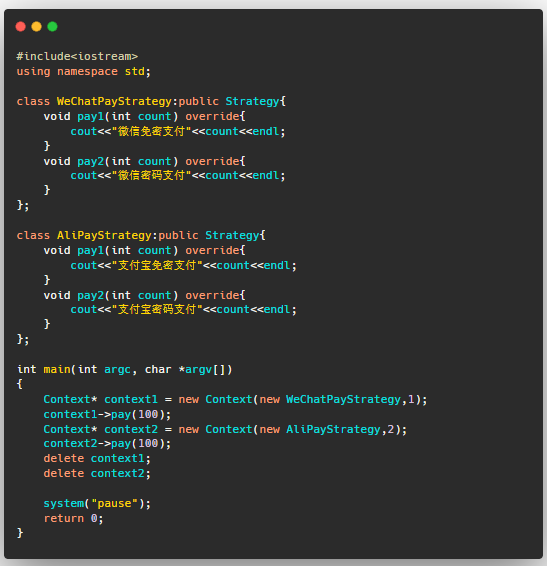 #include<iostream>
using namespace std;
class WeChatPayStrategy:public Strategy{
    void pay1(int count) override{
        cout<<"微信免密支付"<<count<<endl;
    }
    void pay2(int count) override{
        cout<<"微信密码支付"<<count<<endl;
    }
};
class AliPayStrategy:public Strategy{
    void pay1(int count) override{
        cout<<"支付宝免密支付"<<count<<endl;
    }
    void pay2(int count) override{
        cout<<"支付宝密码支付"<<count<<endl;
    }
};
int main(int argc, char *argv[])
{
    Context* context1 = new Context(new WeChatPayStrategy,1);
    context1->pay(100);
    Context* context2 = new Context(new AliPayStrategy,2);
    context2->pay(100);
    delete context1;
    delete context2;
    system("pause");
    return 0;
}